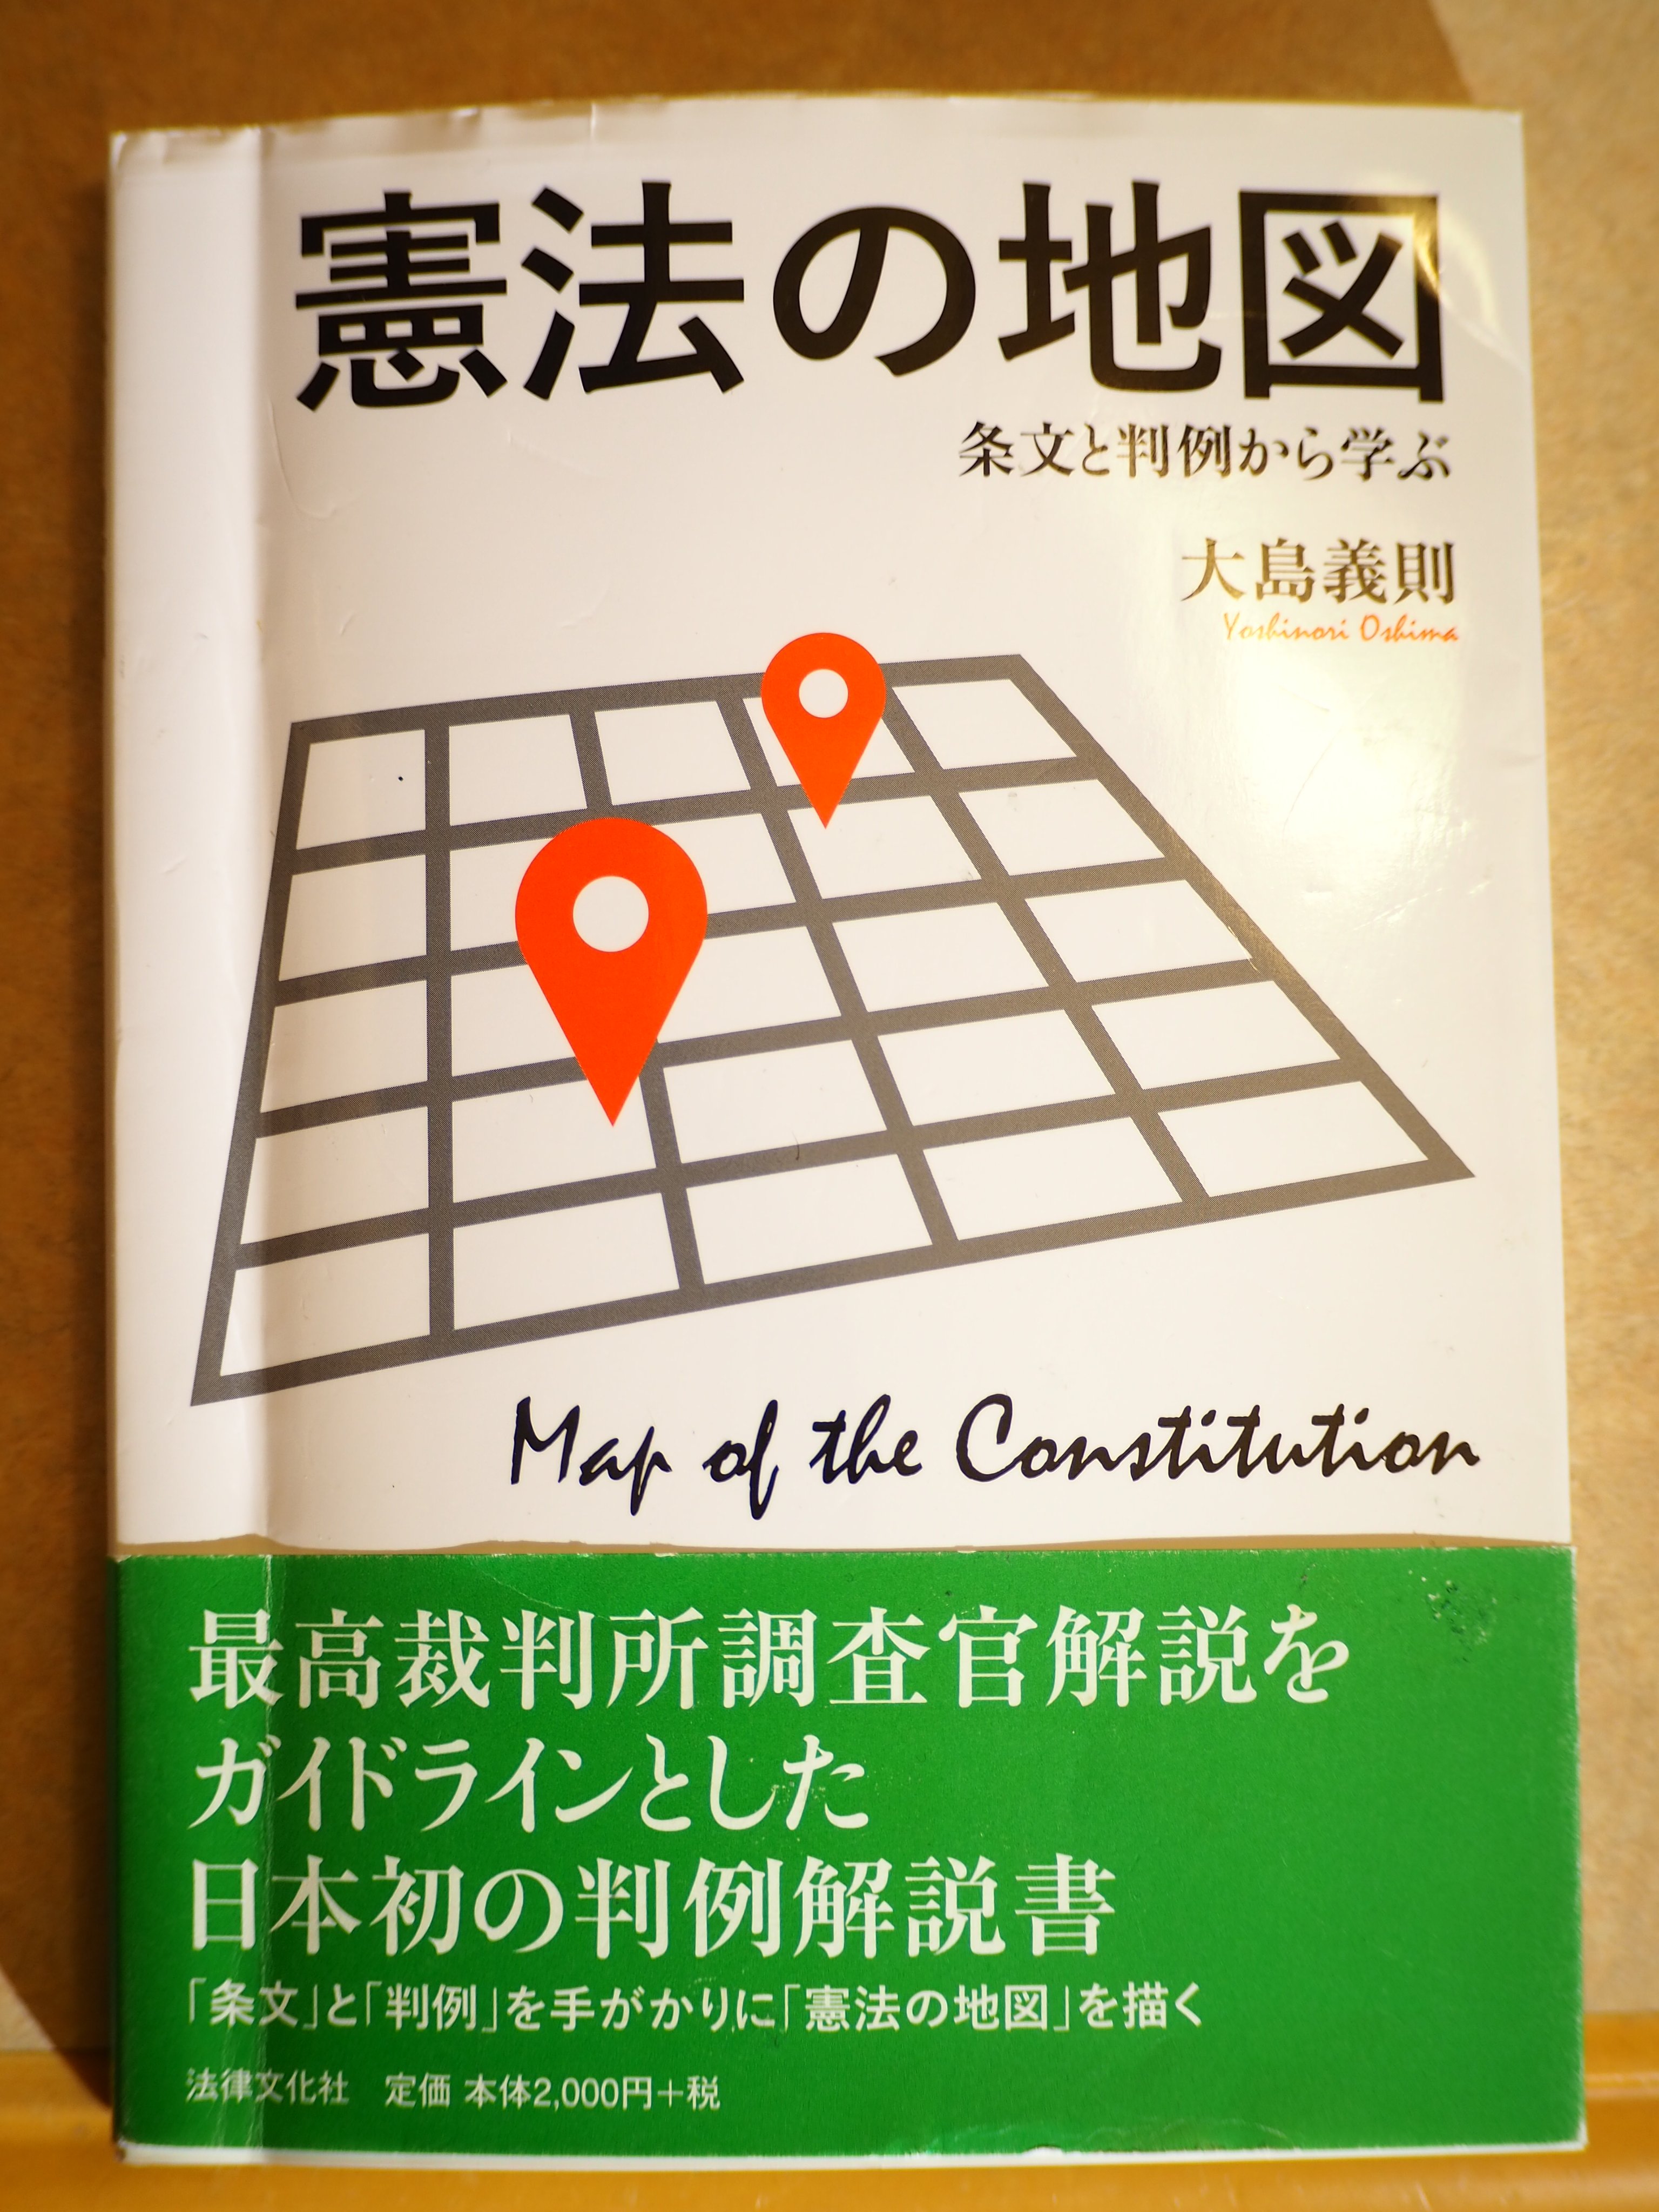 憲法の地図
条文と判例から学ぶ
大島義則
Yoshinori Oshima
Map of the Constitution
最高裁判所調査官解説を
ガイドラインとした
日本初の判例解説書
「条文」と「判例」を手がかりに「憲法の地図」を描く
法律文化社 定価 本体2,000円+税